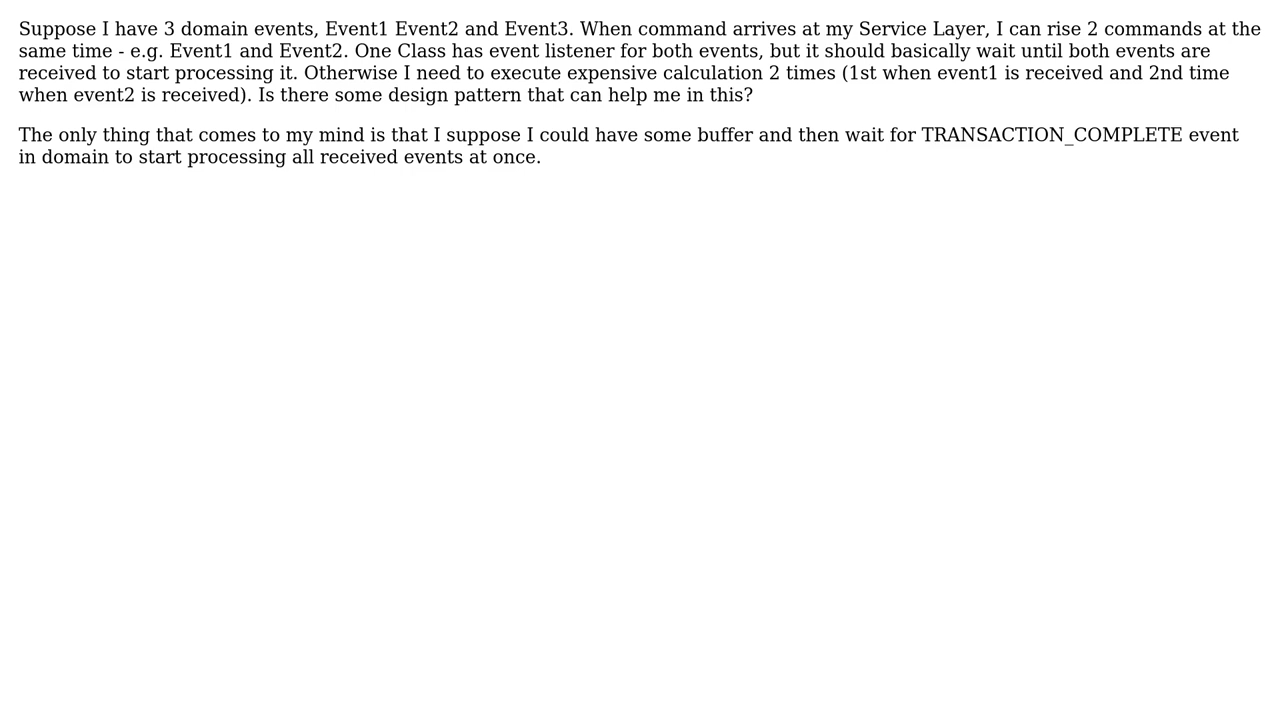 Suppose I have 3 domain events, Event1 Event2 and Event3. When command arrives at my Service Layer, I can rise 2 commands at the
same time - e.g. Event1 and Event2. One Class has event listener for both events, but it should basically wait until both events are
received to start processing it. Otherwise I need to execute expensive calculation 2 times (1st when event1 is received and 2nd time
when event2 is received). Is there some design pattern that can help me in this?
The only thing that comes to my mind is that I suppose I could have some buffer and then wait for TRANSACTION_COMPLETE event
in domain to start processing all received events at once.